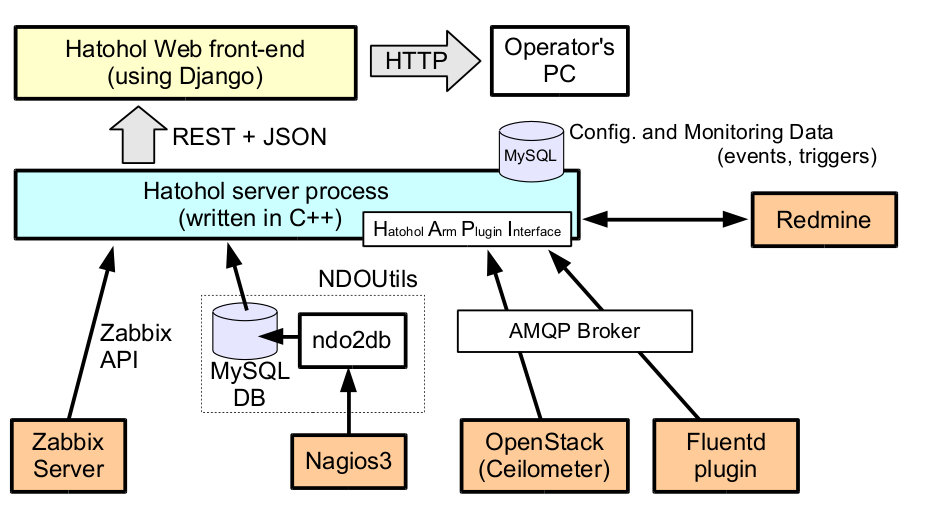 Hatohol Web front-end
(using Django)
HTTP
Operator's
PC
REST + JSON
MySQL
Config. and Monitoring Data
(events, triggers)
Hatohol server process
(written in C++)
Hatohol Arm Plugin Interface
Redmine
NDOUtils
Zabbix
API
ndo2db
MySQL
DB
AMQP Broker
Zabbix
Server
Nagios3
OpenStack
(Ceilometer)
Fluentd
plugin